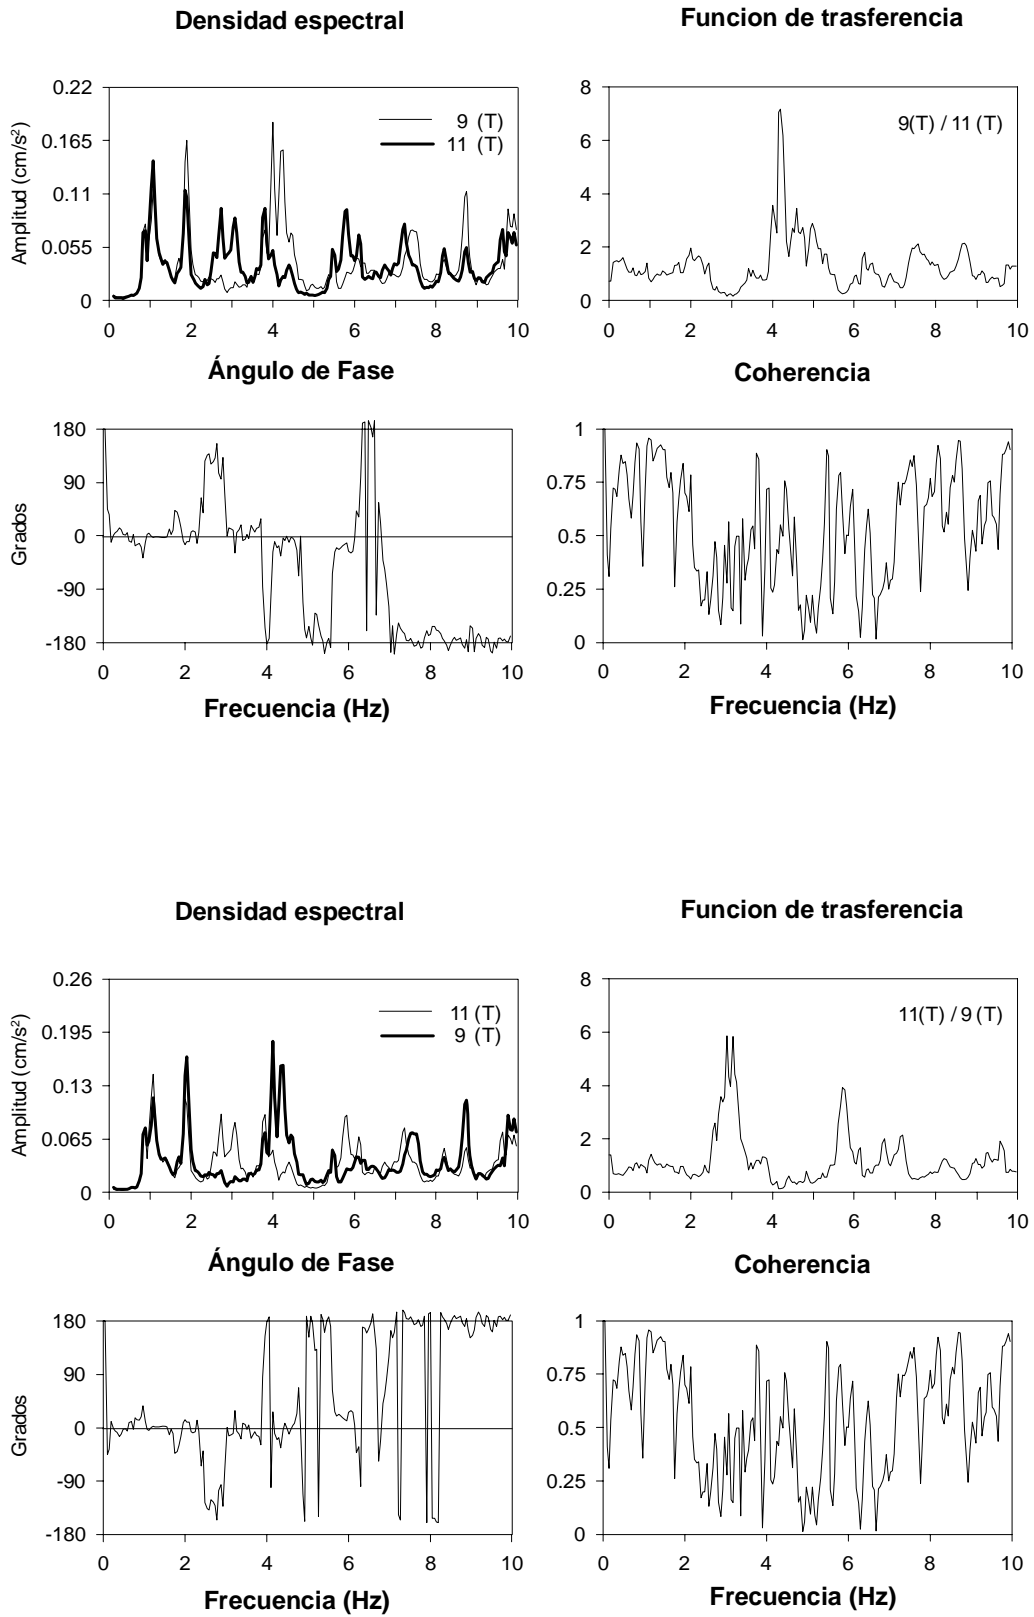 Densidad espectral
Funcion de trasferencia
Amplitud (cm/s²)
0.22
0.165
0.11
0.055
0
9 (T)
11 (T)
0 2 4 6 8 10
8
6
4
2
0
9(T) / 11 (T)
0 2 4 6 8 10
Ángulo de Fase
Coherencia
Grados
180
90
0
-90
-180
0 2 4 6 8 10
Frecuencia (Hz)
1
0.75
0.5
0.25
0
0 2 4 6 8 10
Frecuencia (Hz)
Densidad espectral
Funcion de trasferencia
Amplitud (cm/s²)
0.26
0.195
0.13
0.065
0
11 (T)
9 (T)
0 2 4 6 8 10
8
6
4
2
0
11(T) / 9 (T)
0 2 4 6 8 10
Ángulo de Fase
Coherencia
Grados
180
90
0
-90
-180
0 2 4 6 8 10
Frecuencia (Hz)
1
0.75
0.5
0.25
0
0 2 4 6 8 10
Frecuencia (Hz)